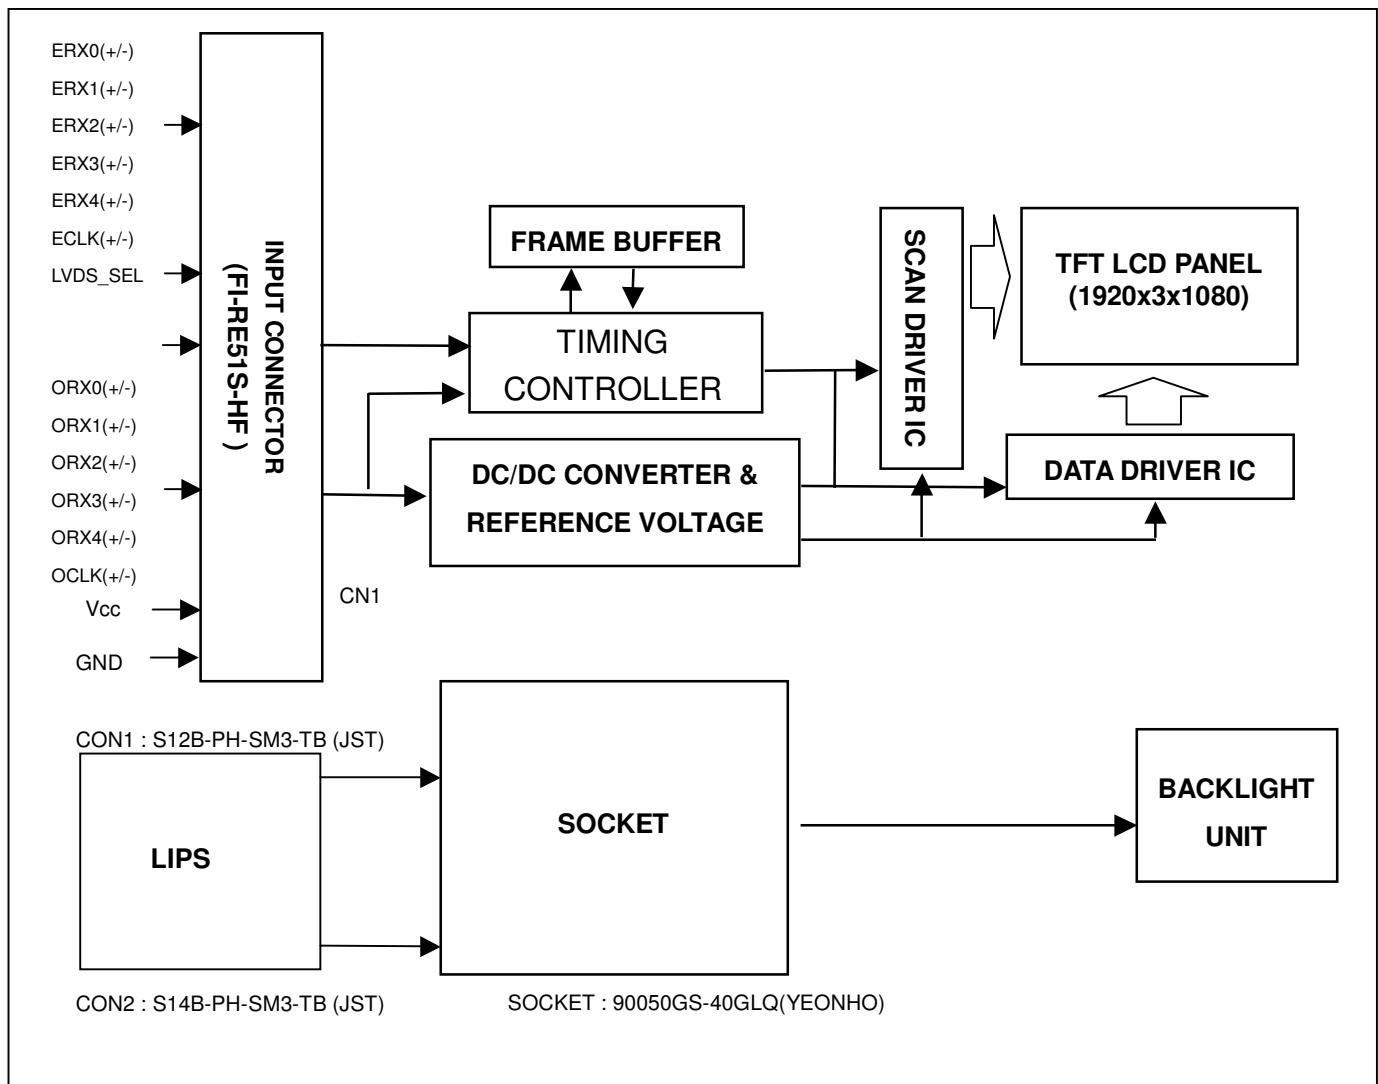 ERX0(+/-)
ERX1(+/-)
ERX2(+/-)
ERX3(+/-)
ERX4(+/-)
ECLK(+/-)
LVDS_SEL
ORX0(+/-)
ORX1(+/-)
ORX2(+/-)
ORX3(+/-)
ORX4(+/-)
OCLK(+/-)
Vcc
GND
INPUT CONNECTOR
(FI-RE51S-HF )
CN1
FRAME BUFFER
TIMING
CONTROLLER
DC/DC CONVERTER &
REFERENCE VOLTAGE
SCAN DRIVER IC
TFT LCD PANEL
(1920x3x1080)
DATA DRIVER IC
CON1 : S12B-PH-SM3-TB (JST)
LIPS
CON2 : S14B-PH-SM3-TB (JST)
SOCKET
SOCKET : 90050GS-40GLQ(YEONHO)
BACKLIGHT
UNIT